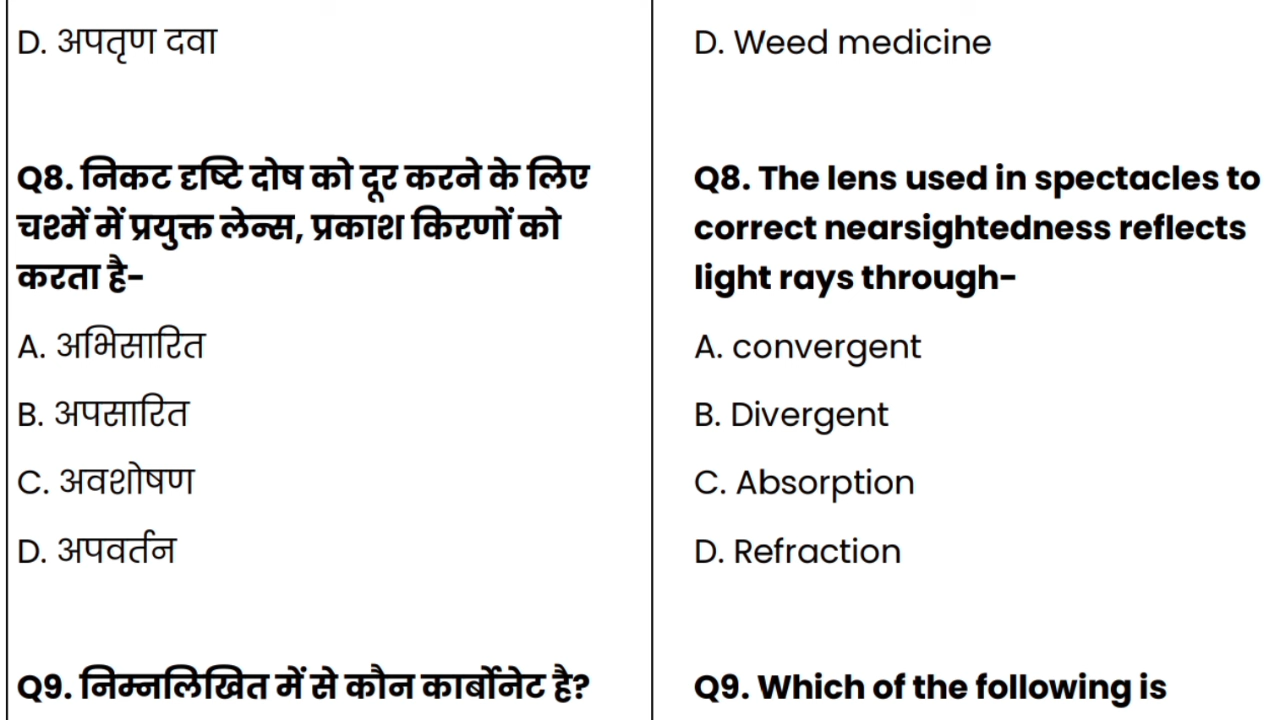 D. अपतृण दवा
Q8. निकट दृष्टि दोष को दूर करने के लिए
चश्में में प्रयुक्त लेन्स, प्रकाश किरणों को
करता है-
A. अभिसारित
B. अपसारित
C. अवशोषण
D. अपवर्तन
Q9. निम्नलिखित में से कौन कार्बोनेट है?
D. Weed medicine
Q8. The lens used in spectacles to
correct nearsightedness reflects
light rays through-
A. convergent
B. Divergent
C. Absorption
D. Refraction
Q9. Which of the following is